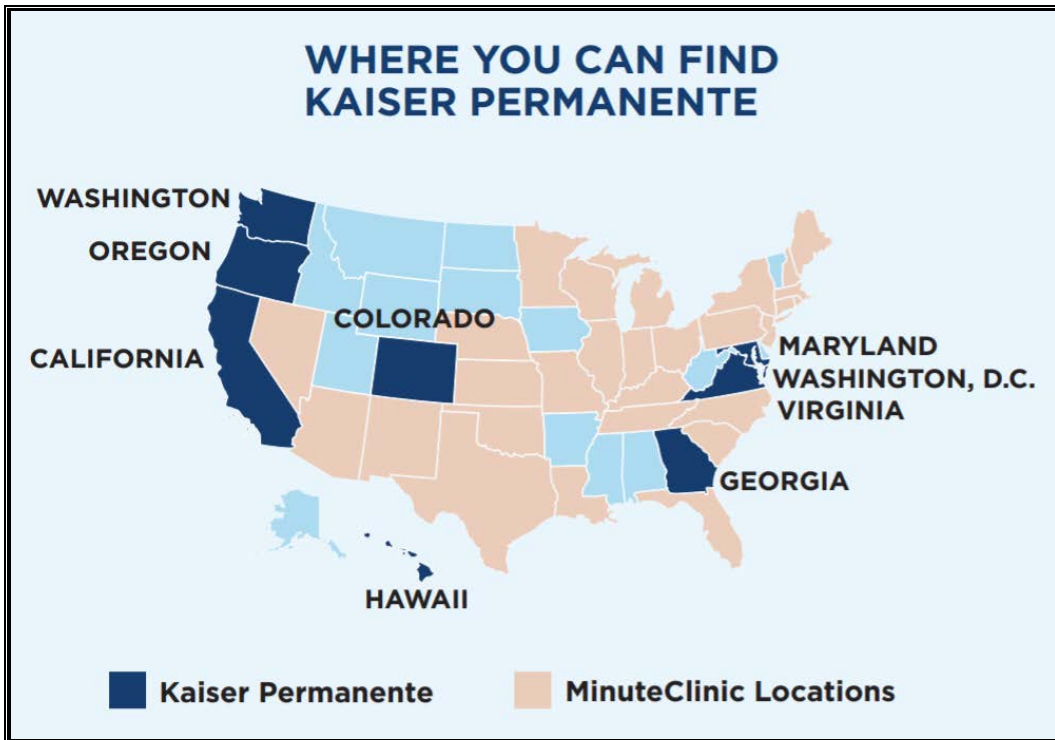 WHERE YOU CAN FIND
KAISER PERMANENTE
WASHINGTON
OREGON
COLORADO
CALIFORNIA
MARYLAND
WASHINGTON, D.C.
VIRGINIA
GEORGIA
HAWAII
Kaiser Permanente
MinuteClinic Locations